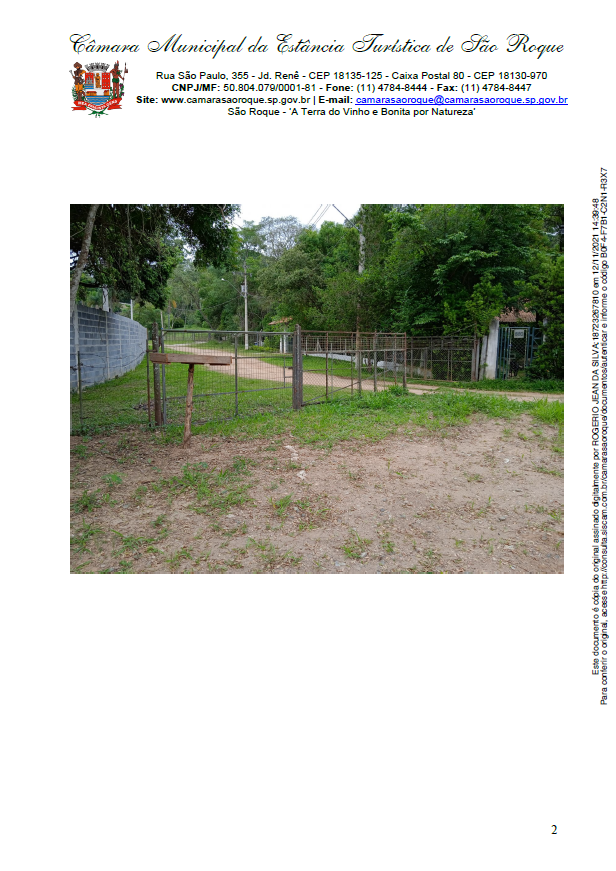 Câmara Municipal da Estância Turística de São Roque
Rua São Paulo, 355 - Jd. Renê - CEP 18135-125 - Caixa Postal 80 - CEP 18130-970
CNPJ/MF: 50.804.079/0001-81 - Fone: (11) 4784-8444 - Fax: (11) 4784-8447
Site: www.camarasaoroque.sp.gov.br | E-mail: camarasaoroque@camarasaoroque.sp.gov.br
São Roque - 'A Terra do Vinho e Bonita por Natureza'
Este documento é cópia do original assinado digitalmente por ROGERIO JEAN DA SILVA:18723267810 em 12/11/2021 14:39:48
Para conferir o original, acesse http://consulta.siscam.com.br/camarasaoroque/documentos/autenticar e informe o código B0F4-F7B1-C2N1-R3X7
2